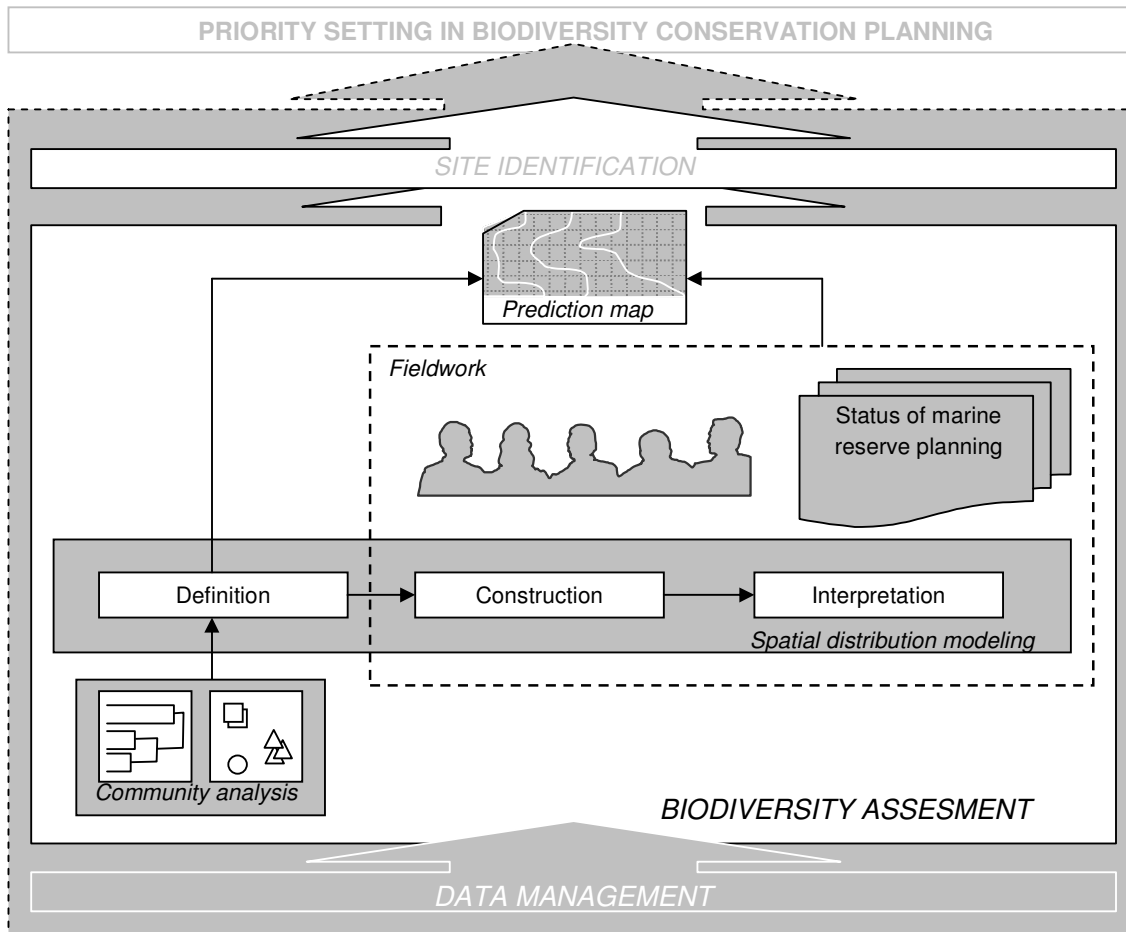 PRIORITY SETTING IN BIODIVERSITY CONSERVATION PLANNING
SITE IDENTIFICATION
Prediction map
Fieldwork
Status of marine
reserve planning
Definition
Construction
Interpretation
Spatial distribution modeling
Community analysis
BIODIVERSITY ASSESMENT
DATA MANAGEMENT